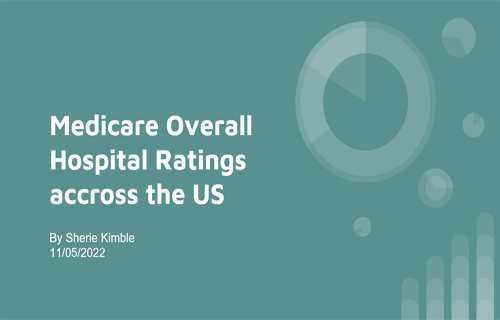 Medicare Overall
Hospital Ratings
accross the US
By Sherie Kimble
11/05/2022